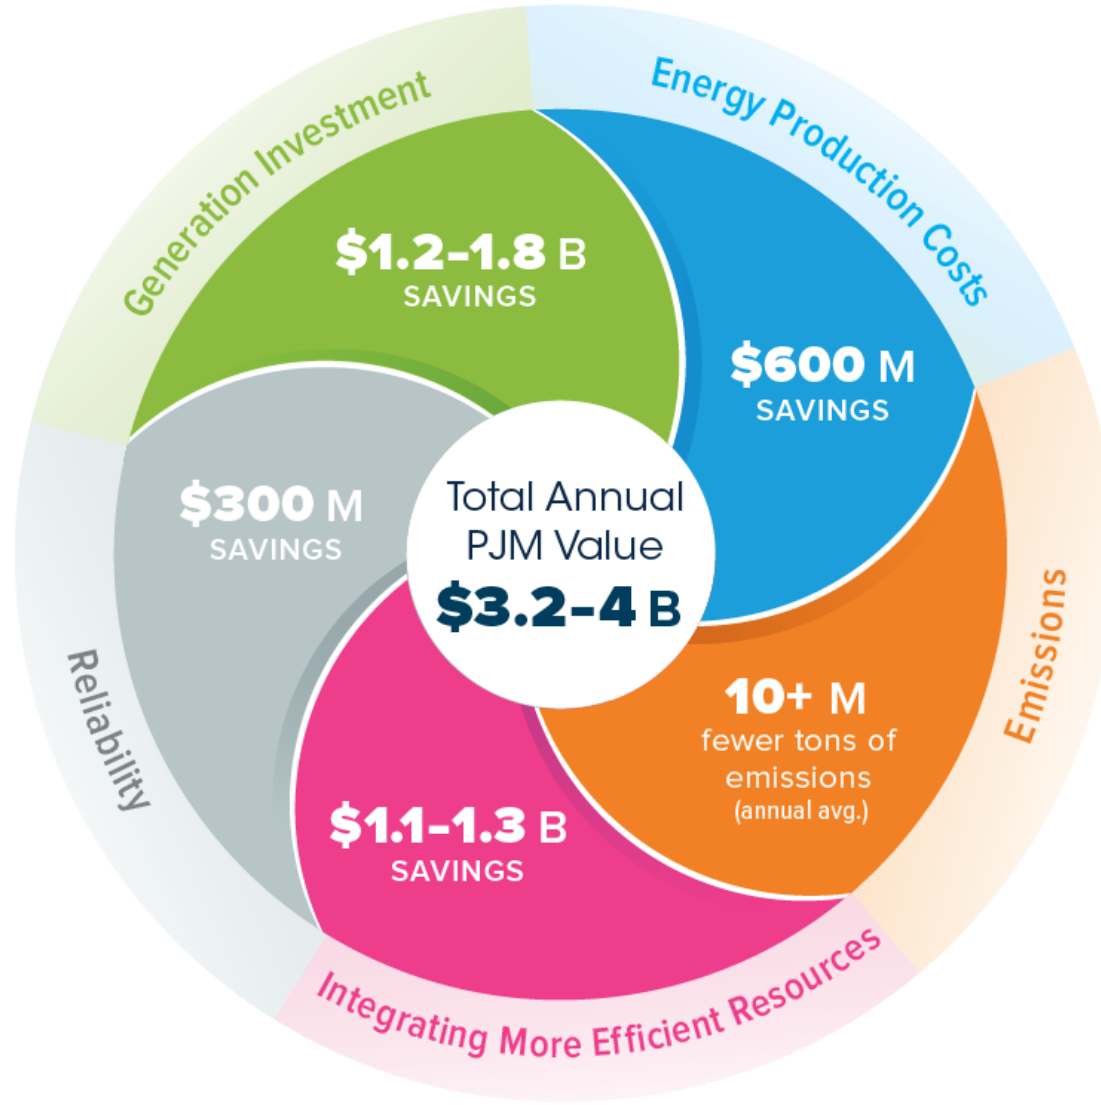 Generation Investment
$1.2–1.8 B
SAVINGS
Energy Production Costs
$600 M
SAVINGS
Emissions
10+ M
fewer tons of
emissions
(annual avg.)
Integrating More Efficient Resources
$1.1–1.3 B
SAVINGS
Reliability
$300 M
SAVINGS
Total Annual
PJM Value
$3.2–4 B